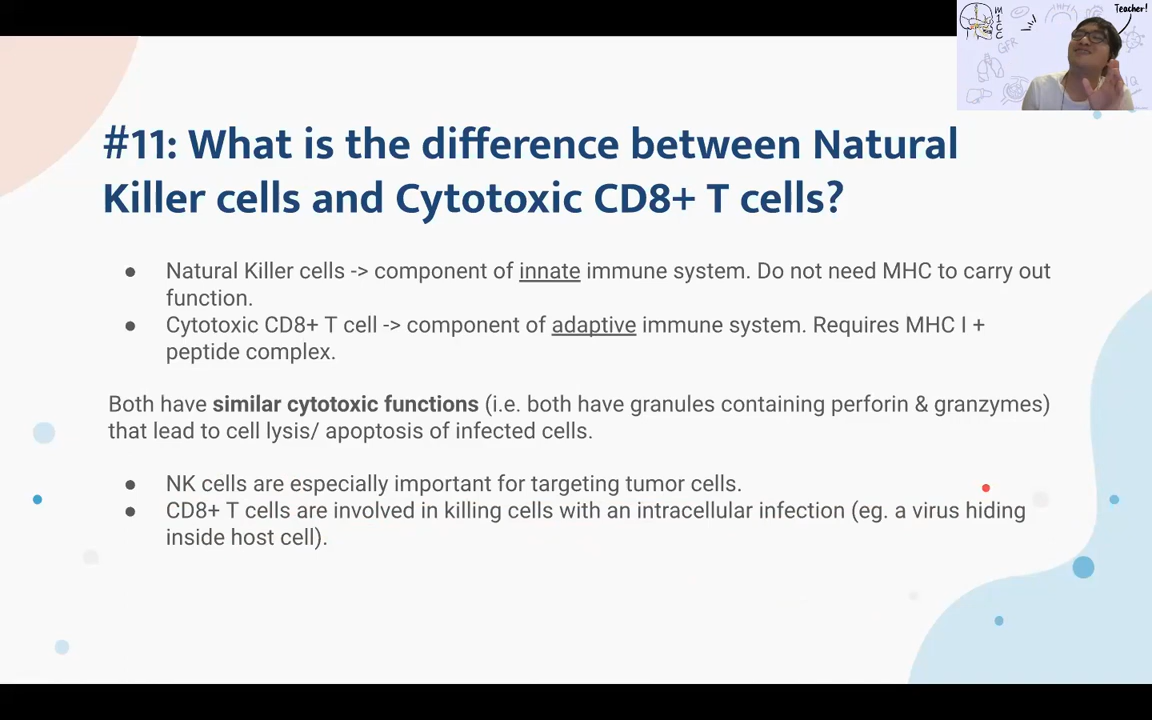 Teacher!
M
I
C
C
GFR
#11: What is the difference between Natural
Killer cells and Cytotoxic CD8+ T cells?
● Natural Killer cells -> component of innate immune system. Do not need MHC to carry out
function.
● Cytotoxic CD8+ T cell -> component of adaptive immune system. Requires MHC I +
peptide complex.
Both have similar cytotoxic functions (i.e. both have granules containing perforin & granzymes)
that lead to cell lysis/ apoptosis of infected cells.
● NK cells are especially important for targeting tumor cells.
● CD8+ T cells are involved in killing cells with an intracellular infection (eg. a virus hiding
inside host cell).